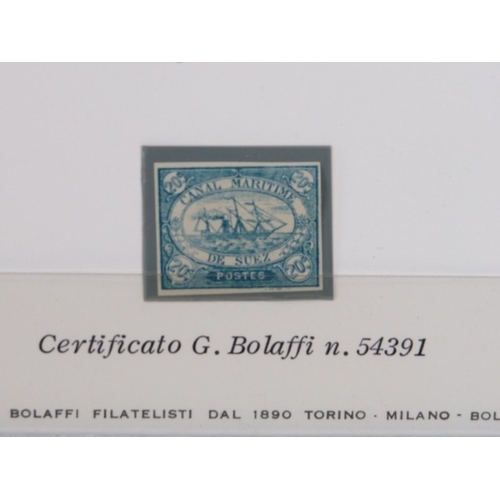 20c 20c
CANAL MARITIME
DE SUEZ
20c 20c
POSTES
Certificato G. Bolaffi n. 54391
BOLAFFI FILATELISTI DAL 1890 TORINO · MILANO · BOL